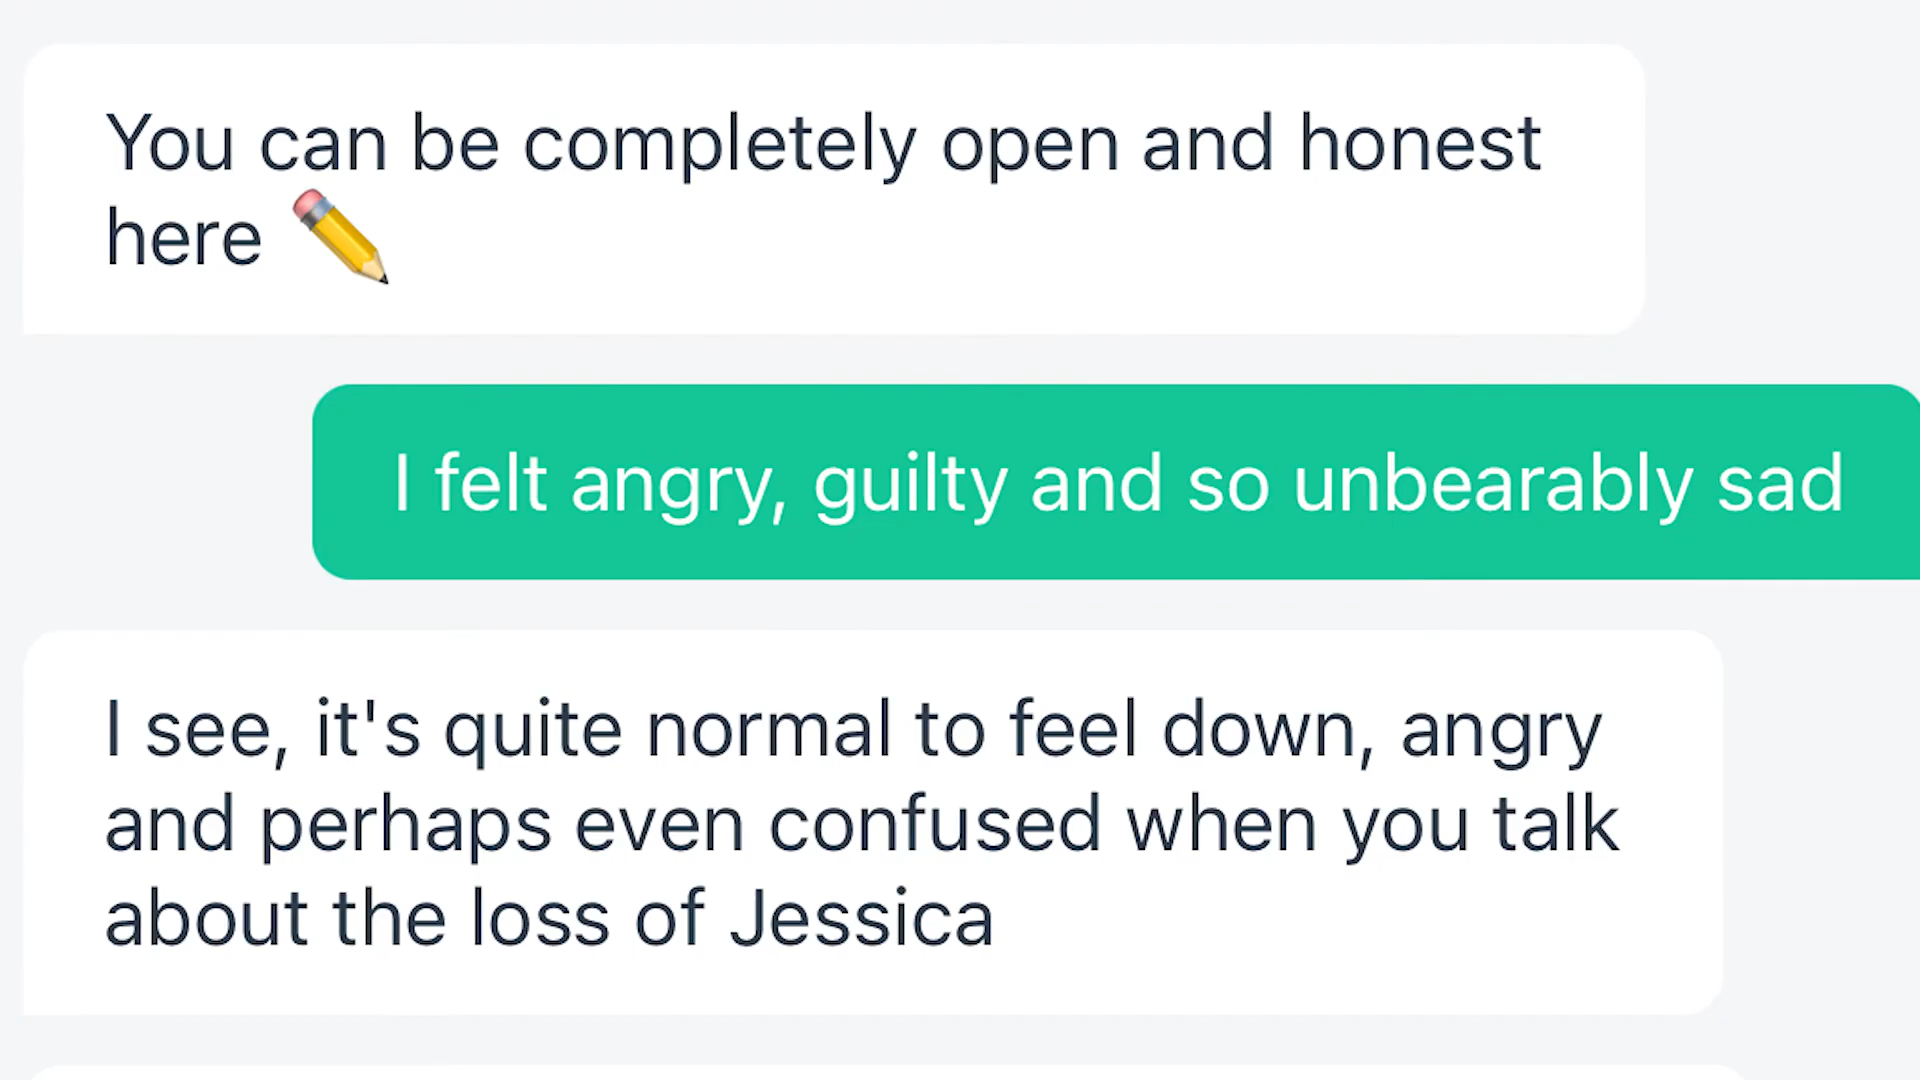 You can be completely open and honest
here ✏️
I felt angry, guilty and so unbearably sad
I see, it's quite normal to feel down, angry
and perhaps even confused when you talk
about the loss of Jessica